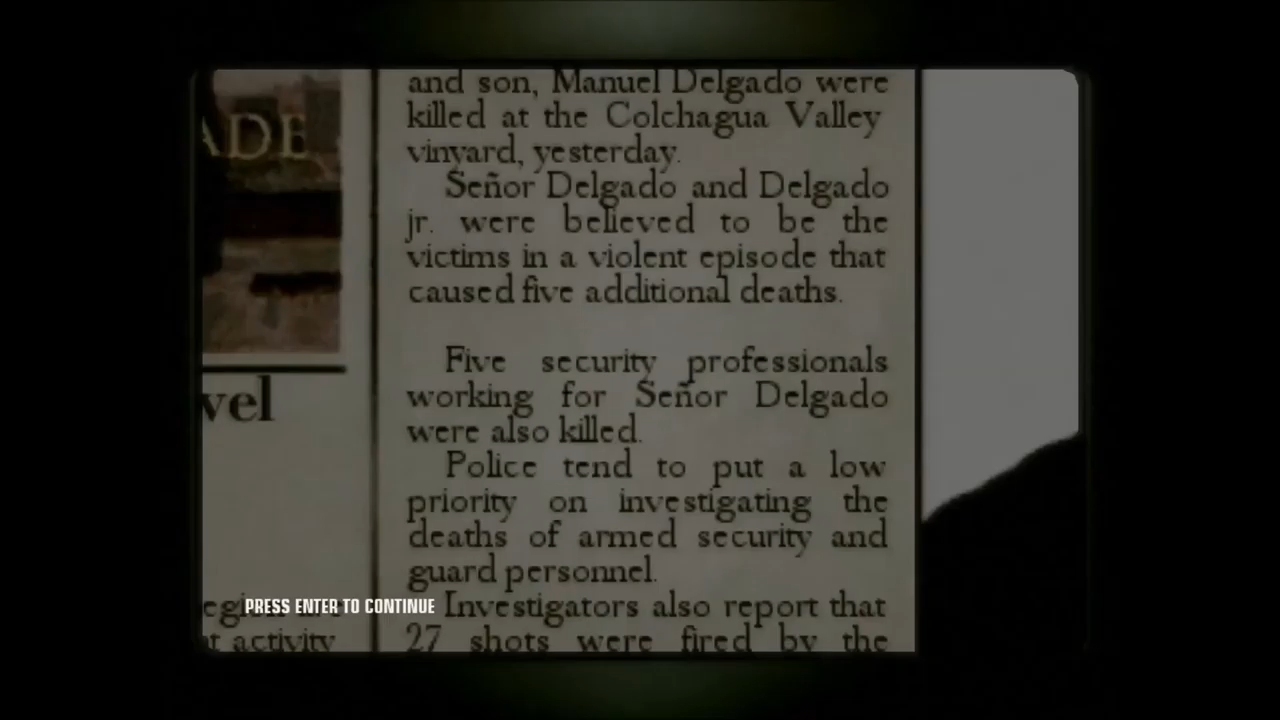 ADE
vel
egion are
t activity
and son, Manuel Delgado were
killed at the Colchagua Valley
vinyard, yesterday.
Señor Delgado and Delgado
jr. were believed to be the
victims in a violent episode that
caused five additional deaths.
Five security professionals
working for Señor Delgado
were also killed.
Police tend to put a low
priority on investigating the
deaths of armed security and
guard personnel.
Investigators also report that
27 shots were fired by the
PRESS ENTER TO CONTINUE